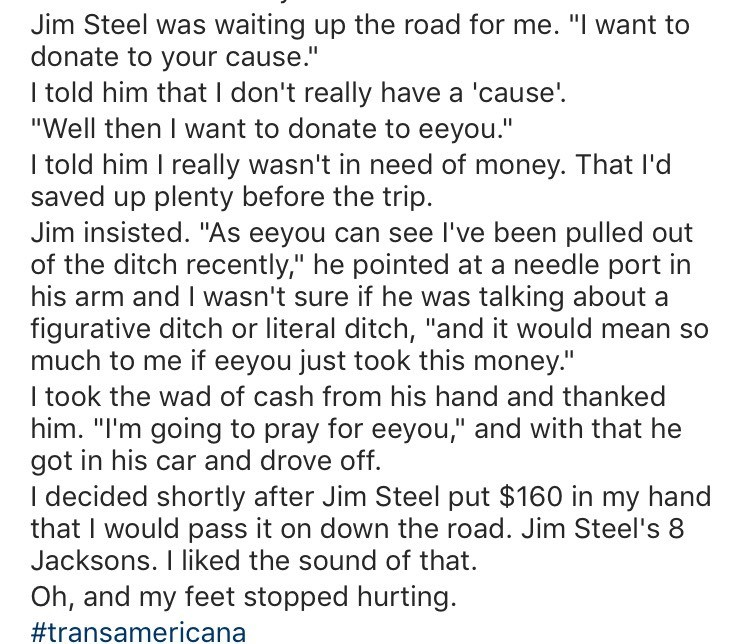 Jim Steel was waiting up the road for me. "I want to
donate to your cause."
I told him that I don't really have a 'cause'.
"Well then I want to donate to eeyou."
I told him I really wasn't in need of money. That I'd
saved up plenty before the trip.
Jim insisted. "As eeyou can see I've been pulled out
of the ditch recently," he pointed at a needle port in
his arm and I wasn't sure if he was talking about a
figurative ditch or literal ditch, "and it would mean so
much to me if eeyou just took this money."
I took the wad of cash from his hand and thanked
him. "I'm going to pray for eeyou," and with that he
got in his car and drove off.
I decided shortly after Jim Steel put $160 in my hand
that I would pass it on down the road. Jim Steel's 8
Jacksons. I liked the sound of that.
Oh, and my feet stopped hurting.
#transamericana